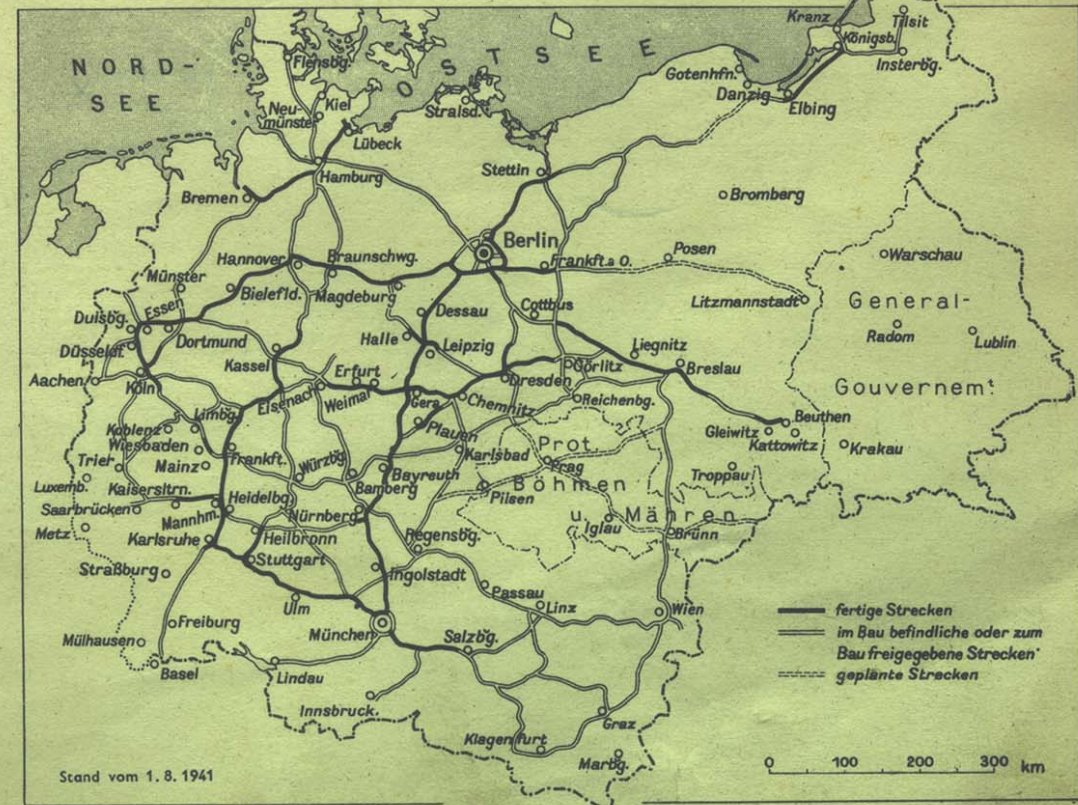 NORD-
SEE
OSTSEE
Kranz
Tilsit
Königsb.
Insterbg.
Flensbg.
Gotenhfn.
Danzig
Elbing
Neu-
münster
Kiel
Stralsd.
Lübeck
Stettin
Hamburg
Bremen
Bromberg
Berlin
Hannover
Braunschwg.
Frankft.a O.
Posen
Warschau
Münster
Bielefld.
Magdeburg
Litzmannstadt
General-
Duisbg.
Essen
Dessau
Cottbus
Radom
Lublin
Düsseldf.
Dortmund
Halle
Leipzig
Liegnitz
Kassel
Görlitz
Breslau
Aachen
Köln
Erfurt
Dresden
Gouvernemt.
Eisenach
Weimar
Gera
Chemnitz
Reichenbg.
Limbg.
Koblenz
Plauen
Beuthen
Gleiwitz
Kattowitz
Krakau
Wiesbaden
Frankft.
Würzbg.
Karlsbad
Prot.
Prag
Trier
Mainz
Bayreuth
Troppau
Luxemb.
Kaisersltrn.
Bamberg
Pilsen
Böhmen
Saarbrücken
Heidelbg.
Mannhm.
Nürnberg
u. Mähren
Iglau
Brünn
Metz
Karlsruhe
Heilbronn
Regensbg.
Stuttgart
Straßburg
Ingolstadt
Passau
Linz
Wien
Ulm
Freiburg
München
Salzbg.
Mülhausen
Basel
Lindau
Innsbruck.
Graz
Klagenfurt
Marbg.
fertige Strecken
im Bau befindliche oder zum
Bau freigegebene Strecken
geplante Strecken
Stand vom 1. 8. 1941
0 100 200 300 km